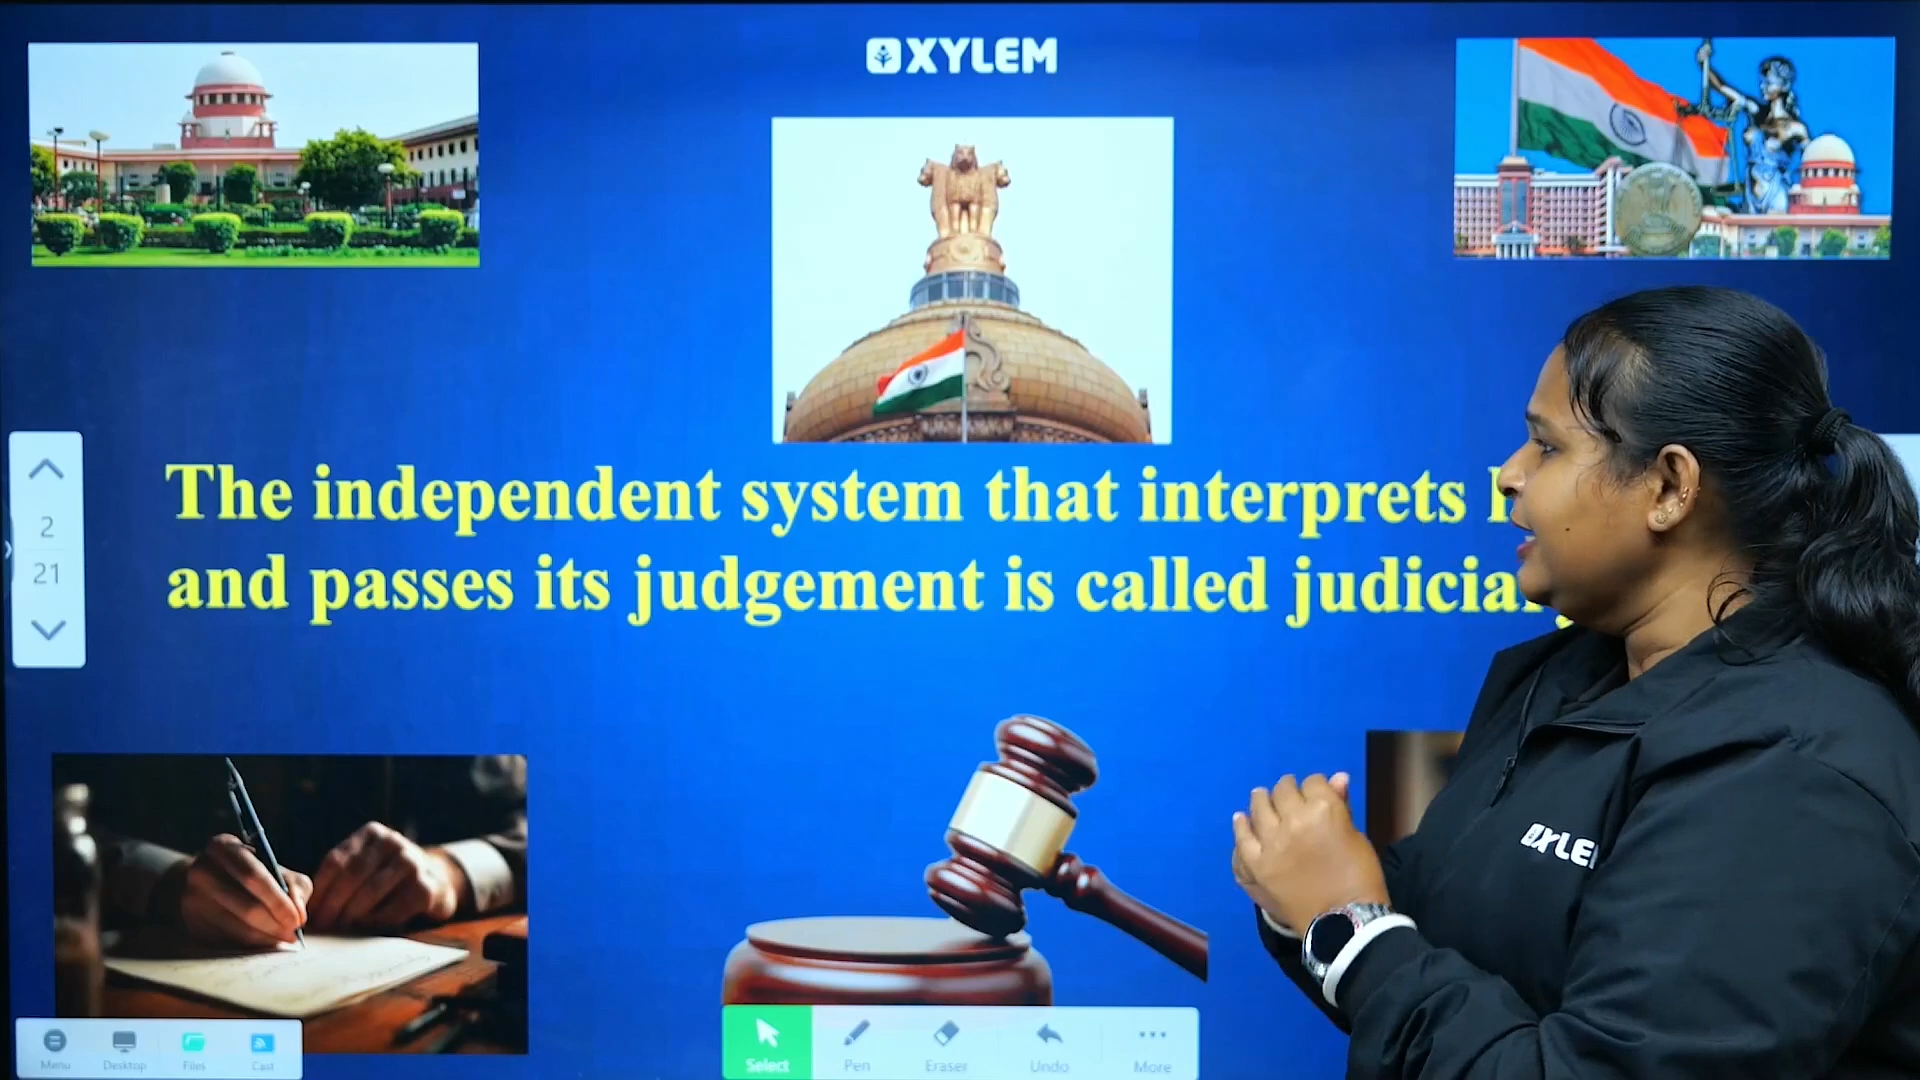 XYLEM
The independent system that interprets
and passes its judgement is called
2
21
Menu
Desktop
Files
Cast
Select
Pen
Eraser
Undo
More